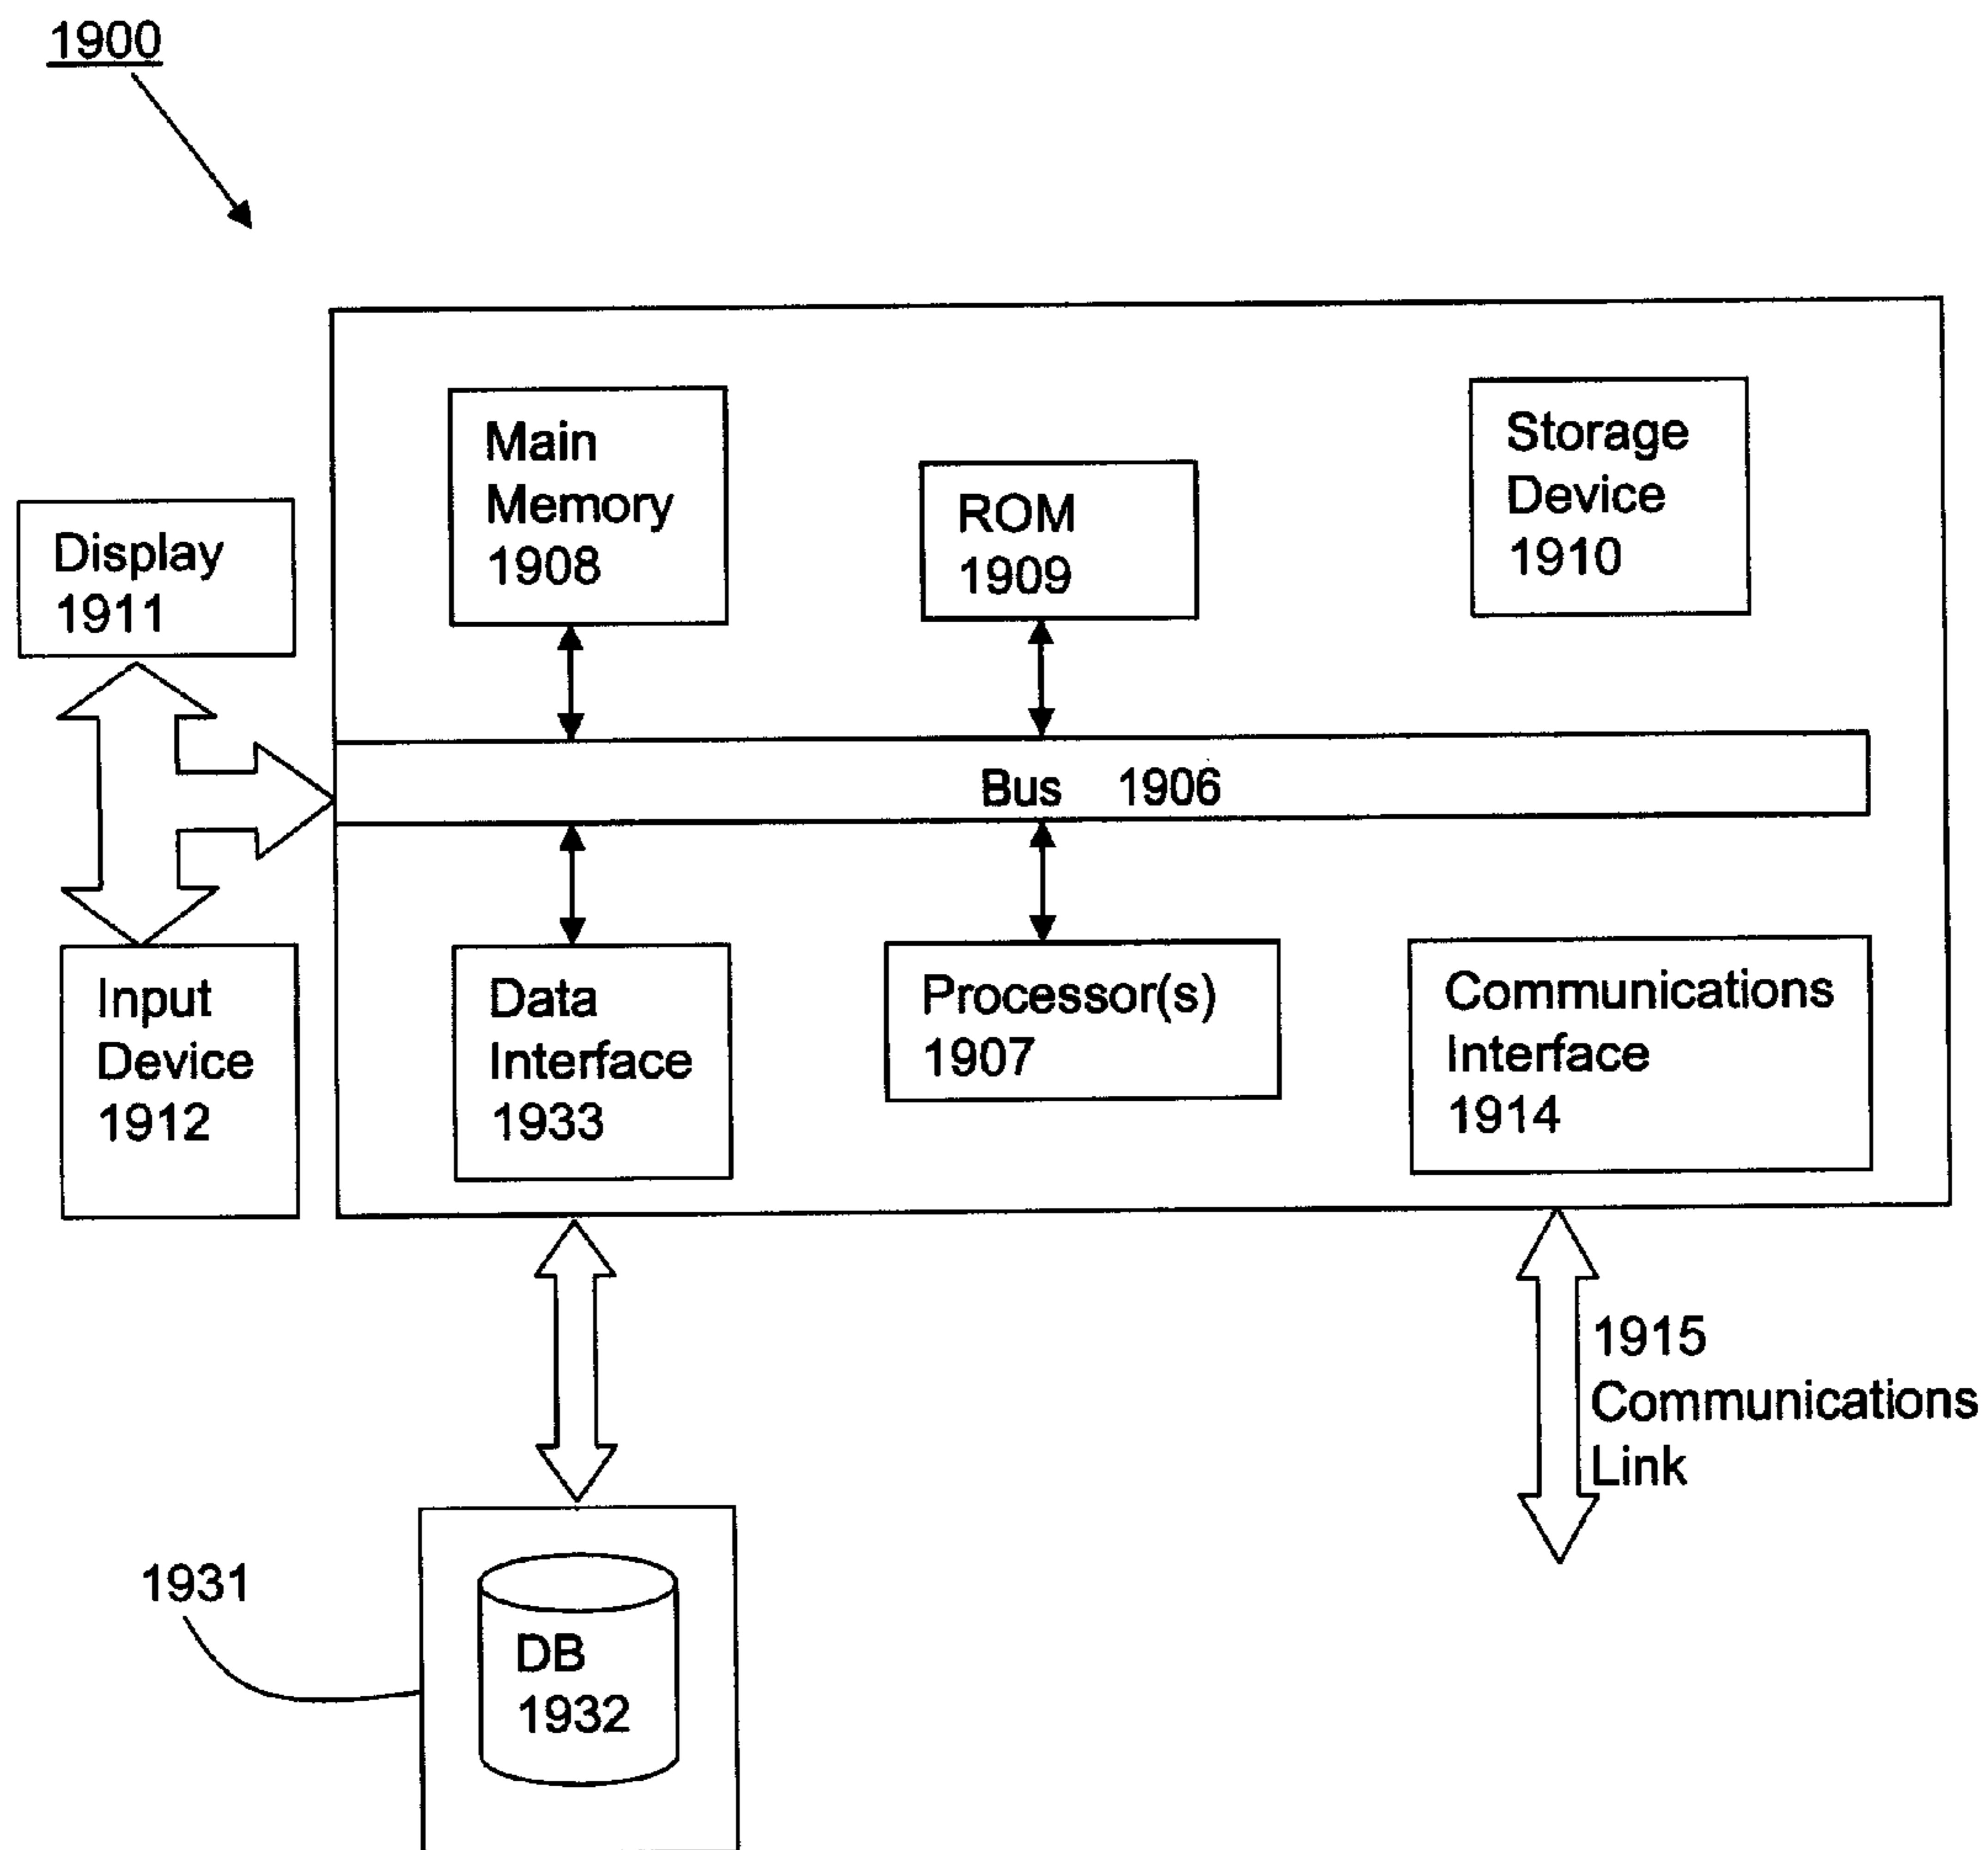 1900
Main
Memory
1908
ROM
1909
Storage
Device
1910
Display
1911
Bus 1906
Input
Device
1912
Data
Interface
1933
Processor(s)
1907
Communications
Interface
1914
1915
Communications
Link
1931
DB
1932